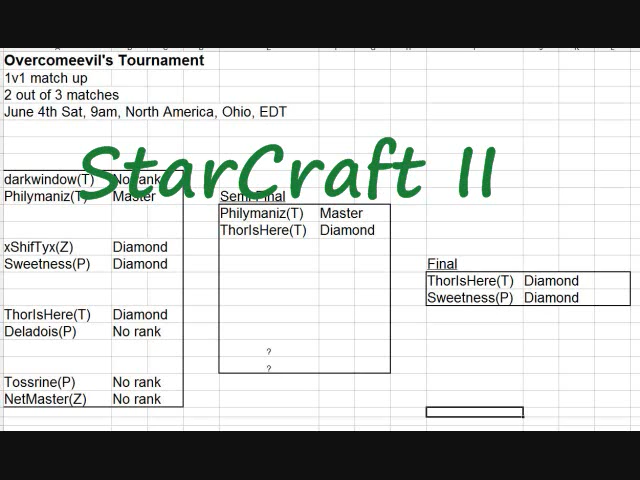 Overcomeevil's Tournament
1v1 match up
2 out of 3 matches
June 4th Sat, 9am, North America, Ohio, EDT
StarCraft II
darkwindow(T) No rank
Philymaniz(T) Master
xShifTyx(Z) Diamond
Sweetness(P) Diamond
ThorIsHere(T) Diamond
Deladois(P) No rank
Tossrine(P) No rank
NetMaster(Z) No rank
Semi Final
Philymaniz(T) Master
ThorIsHere(T) Diamond
?
?
Final
ThorIsHere(T) Diamond
Sweetness(P) Diamond